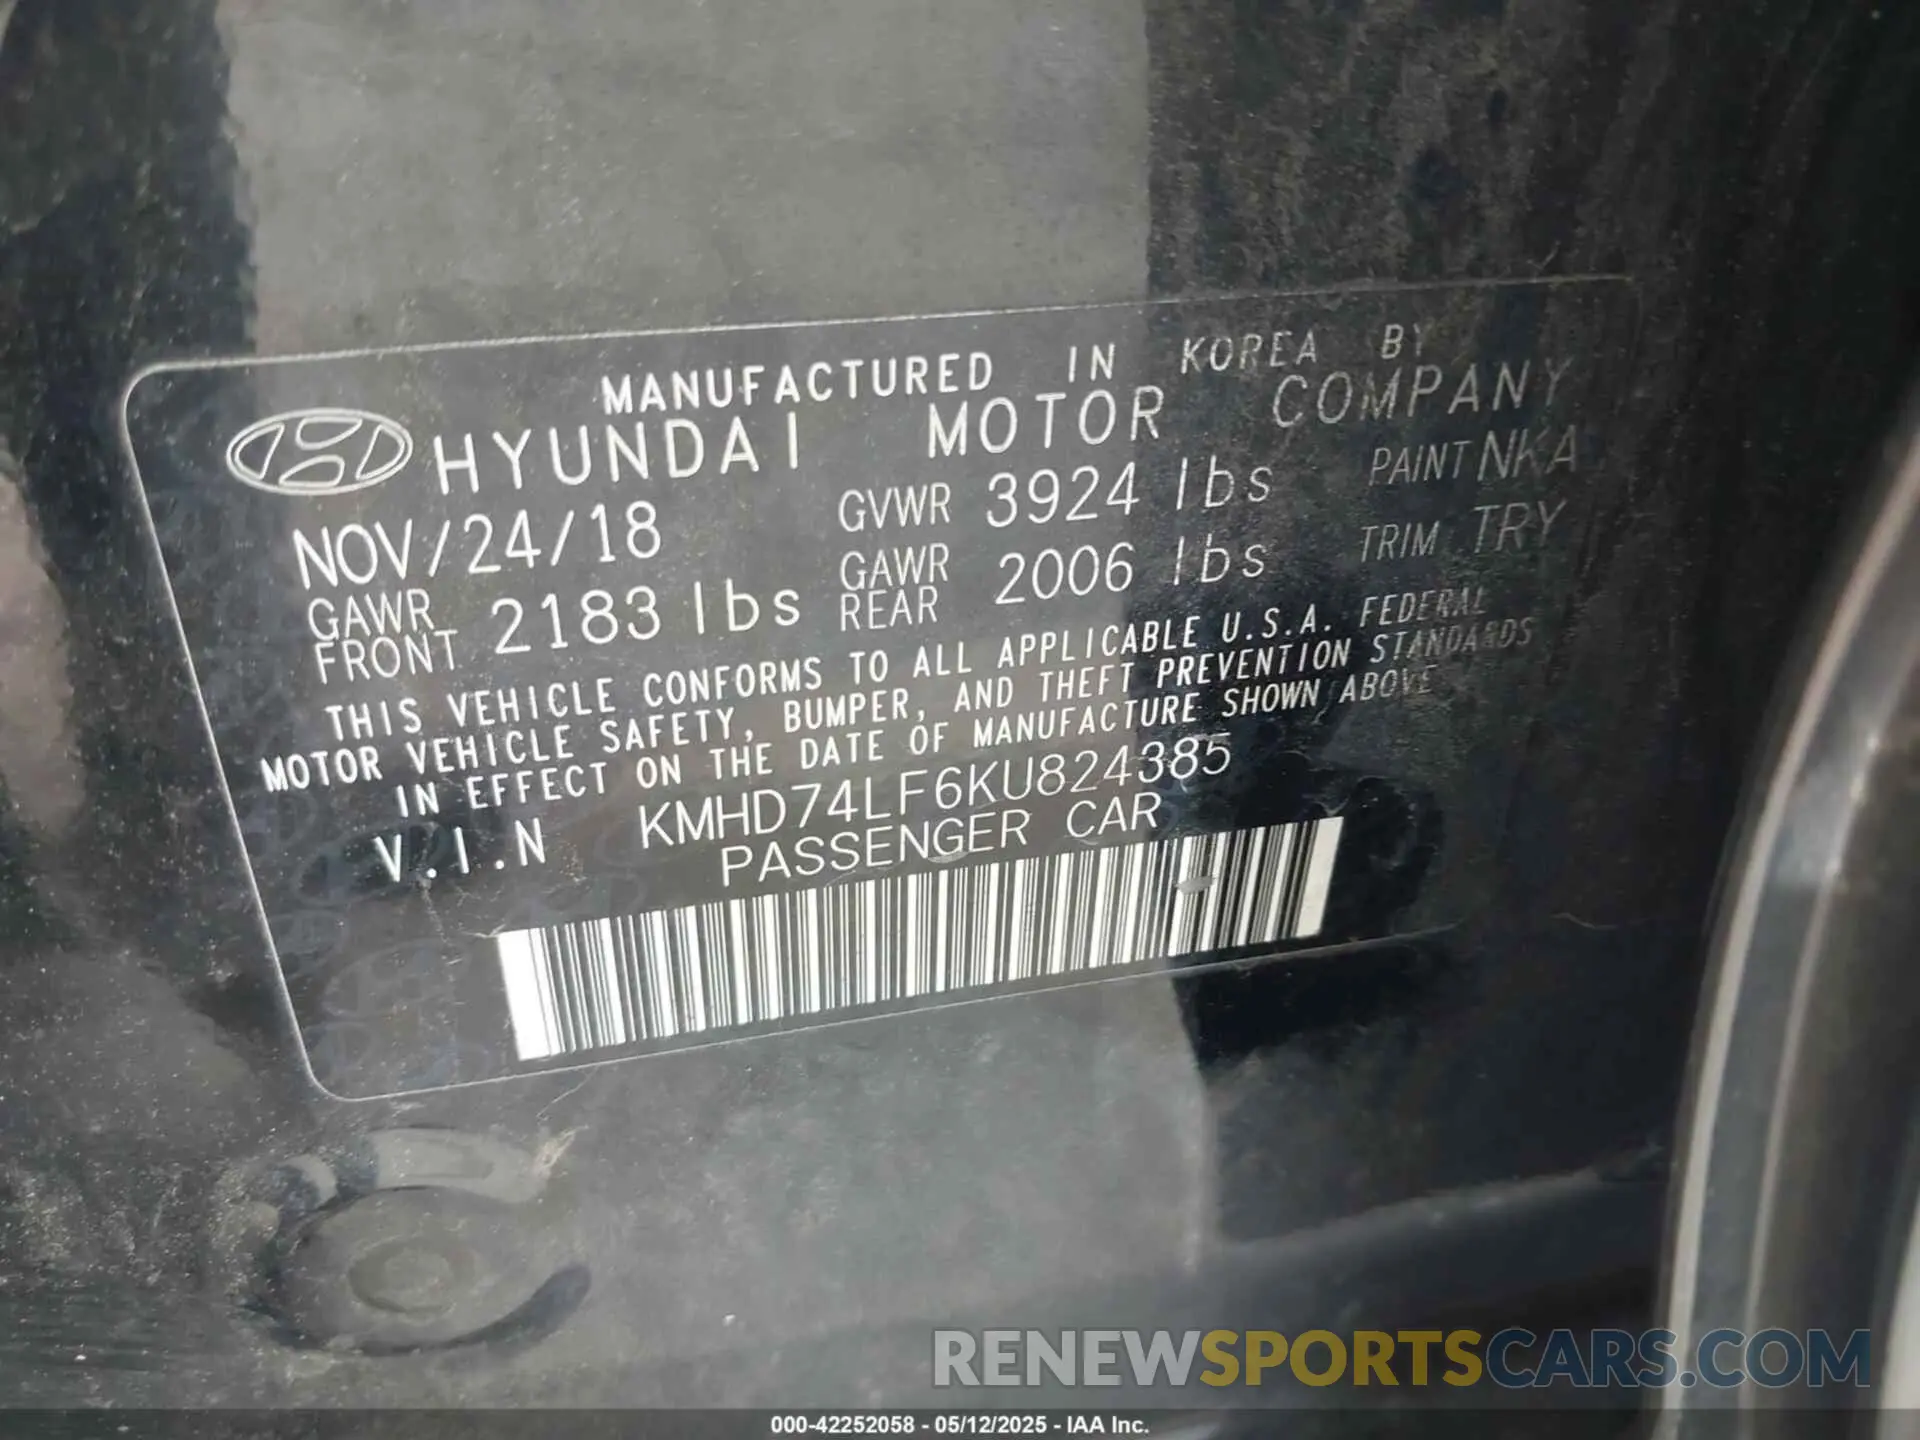 MANUFACTURED IN KOREA BY
HYUNDAI MOTOR COMPANY
NOV/24/18 GVWR 3924 lbs PAINT NKA
GAWR FRONT 2183 lbs GAWR REAR 2006 lbs TRIM TRY
THIS VEHICLE CONFORMS TO ALL APPLICABLE U.S.A. FEDERAL
MOTOR VEHICLE SAFETY, BUMPER, AND THEFT PREVENTION STANDARDS
IN EFFECT ON THE DATE OF MANUFACTURE SHOWN ABOVE
V.I.N KMHD74LF6KU824385
PASSENGER CAR
RENEWSPORTSCARS.COM
000-42252058 - 05/12/2025 - IAA Inc.